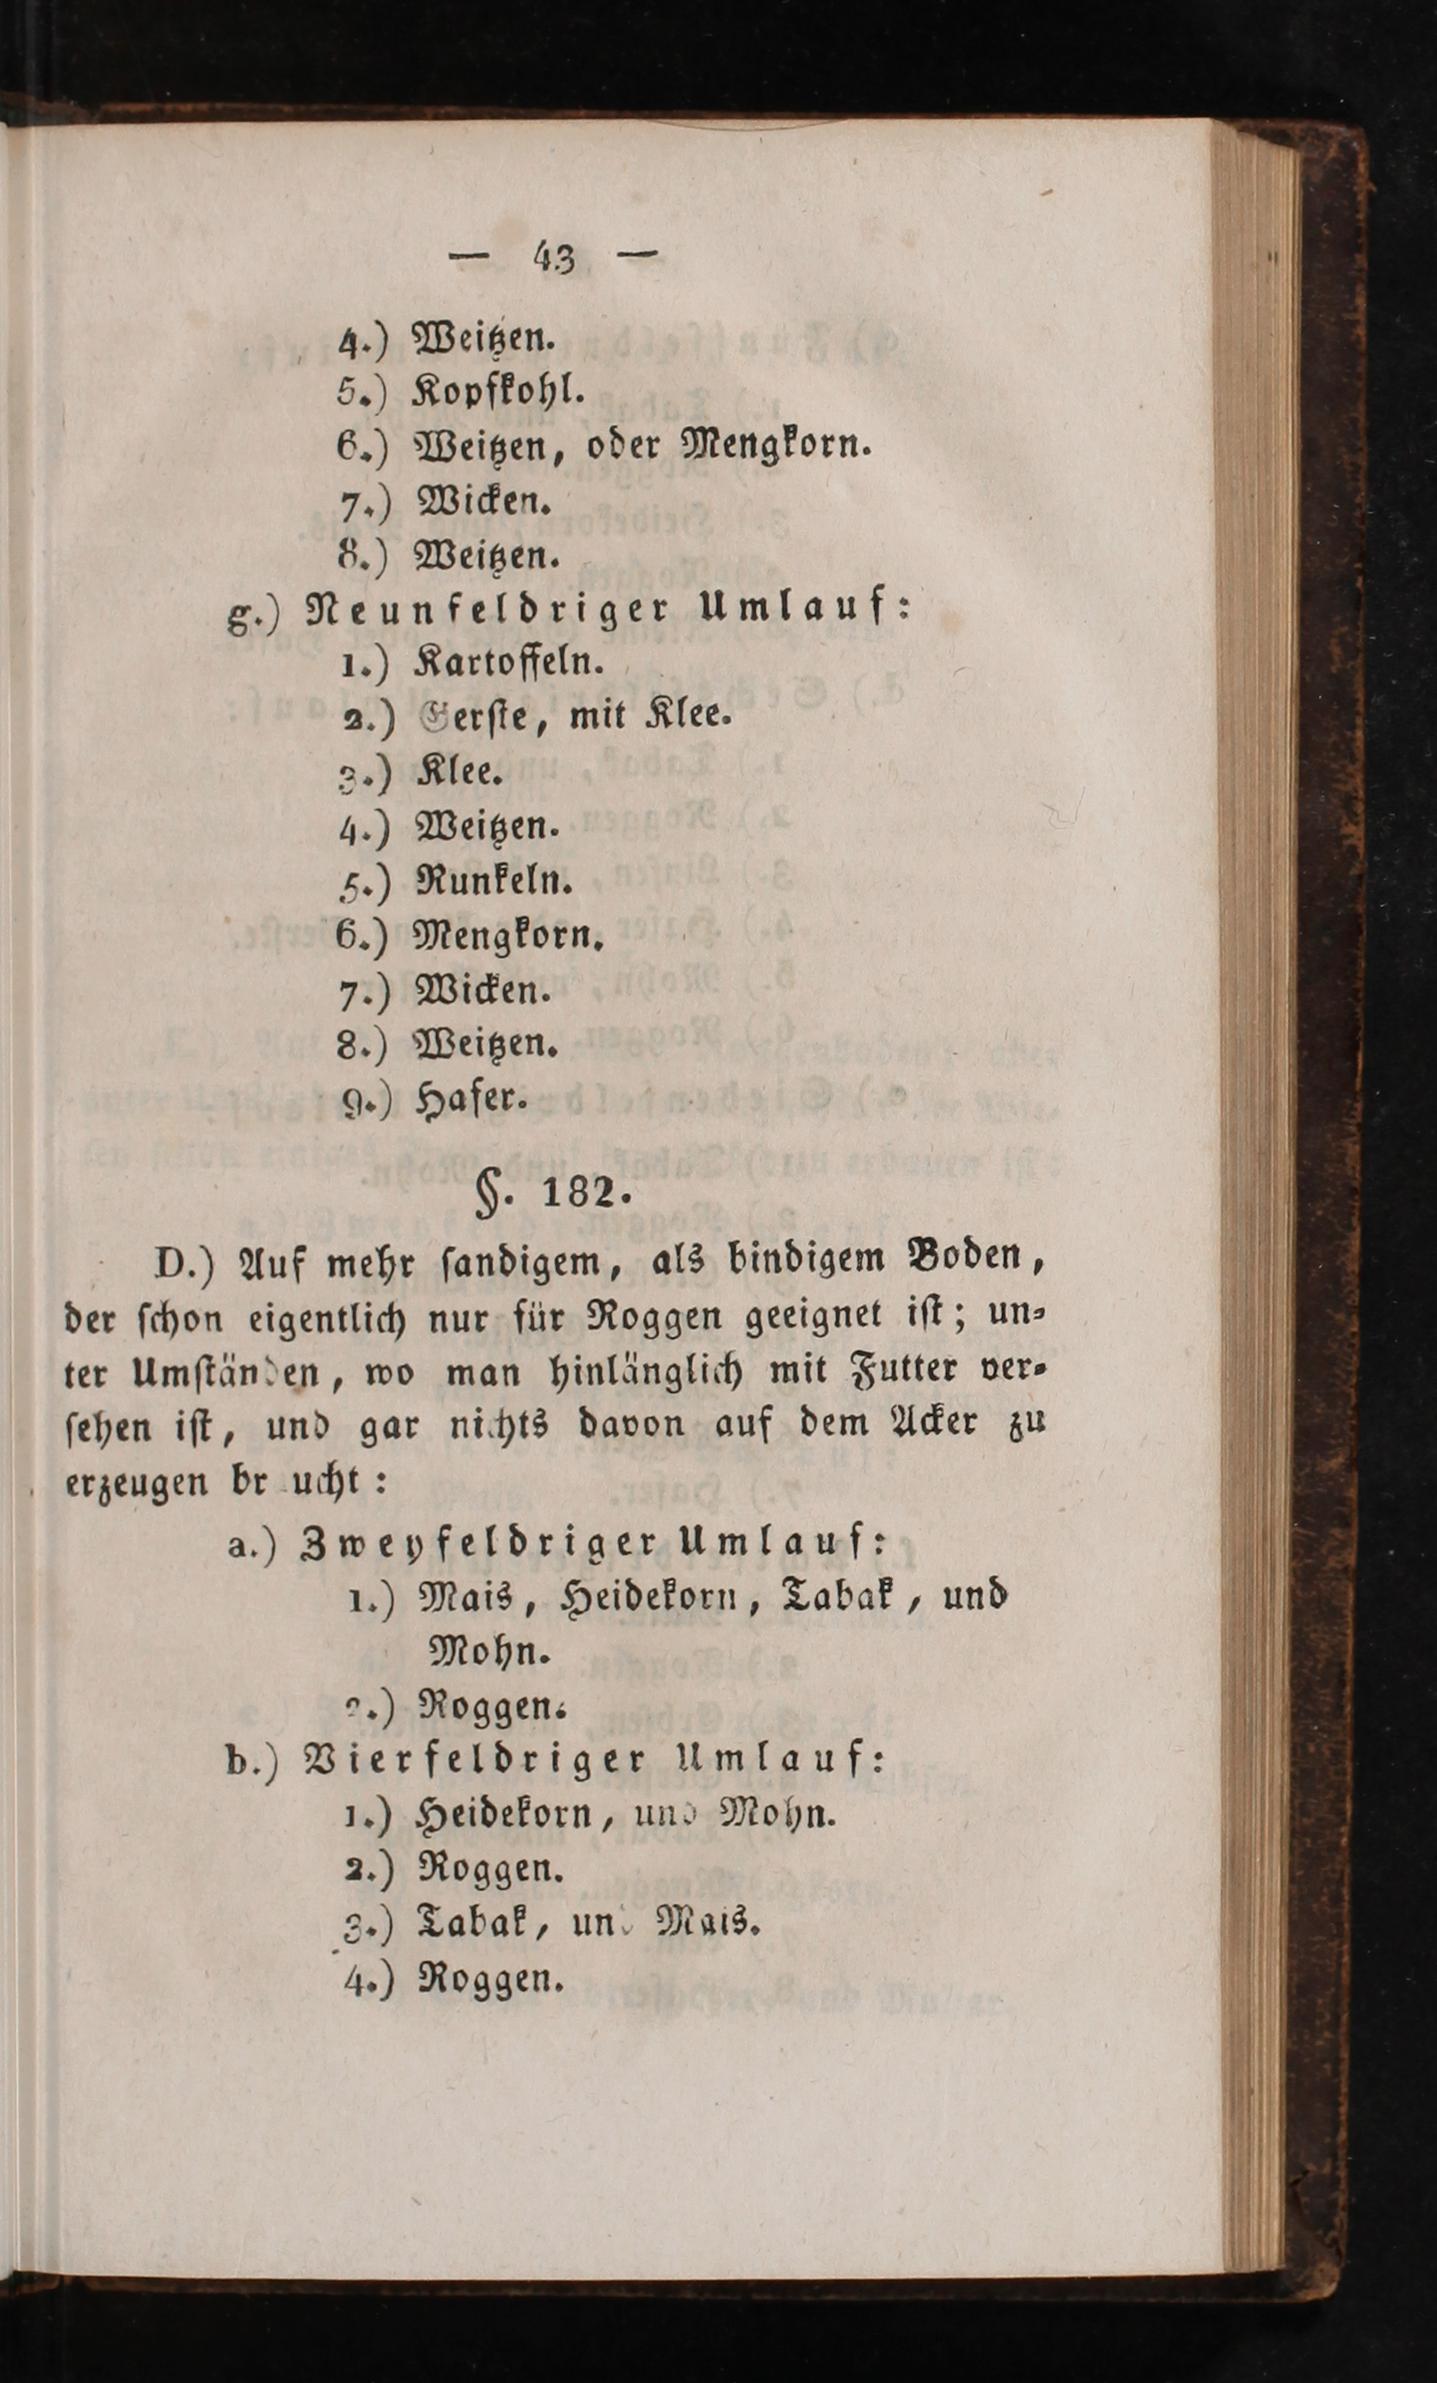 — 43 —
4.) Weitzen.
5.) Kopfkohl.
6.) Weitzen, oder Mengkorn.
7.) Wicken.
8.) Weitzen.
g.) Neunfeldriger Umlauf:
1.) Kartoffeln.
2.) Gerſte, mit Klee.
3.) Klee.
4.) Weitzen.
5.) Runkeln.
6.) Mengkorn.
7.) Wicken.
8.) Weitzen.
9.) Hafer.
§. 182.
D.) Auf mehr ſandigem, als bindigem Boden,
der ſchon eigentlich nur für Roggen geeignet iſt; un⸗
ter Umſtänden, wo man hinlänglich mit Futter ver⸗
ſehen iſt, und gar nichts davon auf dem Acker zu
erzeugen br ucht:
a.) Zweyfeldriger Umlauf:
1.) Mais, Heidekorn, Tabak, und
Mohn.
2.) Roggen.
b.) Vierfeldriger Umlauf:
1.) Heidekorn, und Mohn.
2.) Roggen.
3.) Tabak, und Mais.
4.) Roggen.